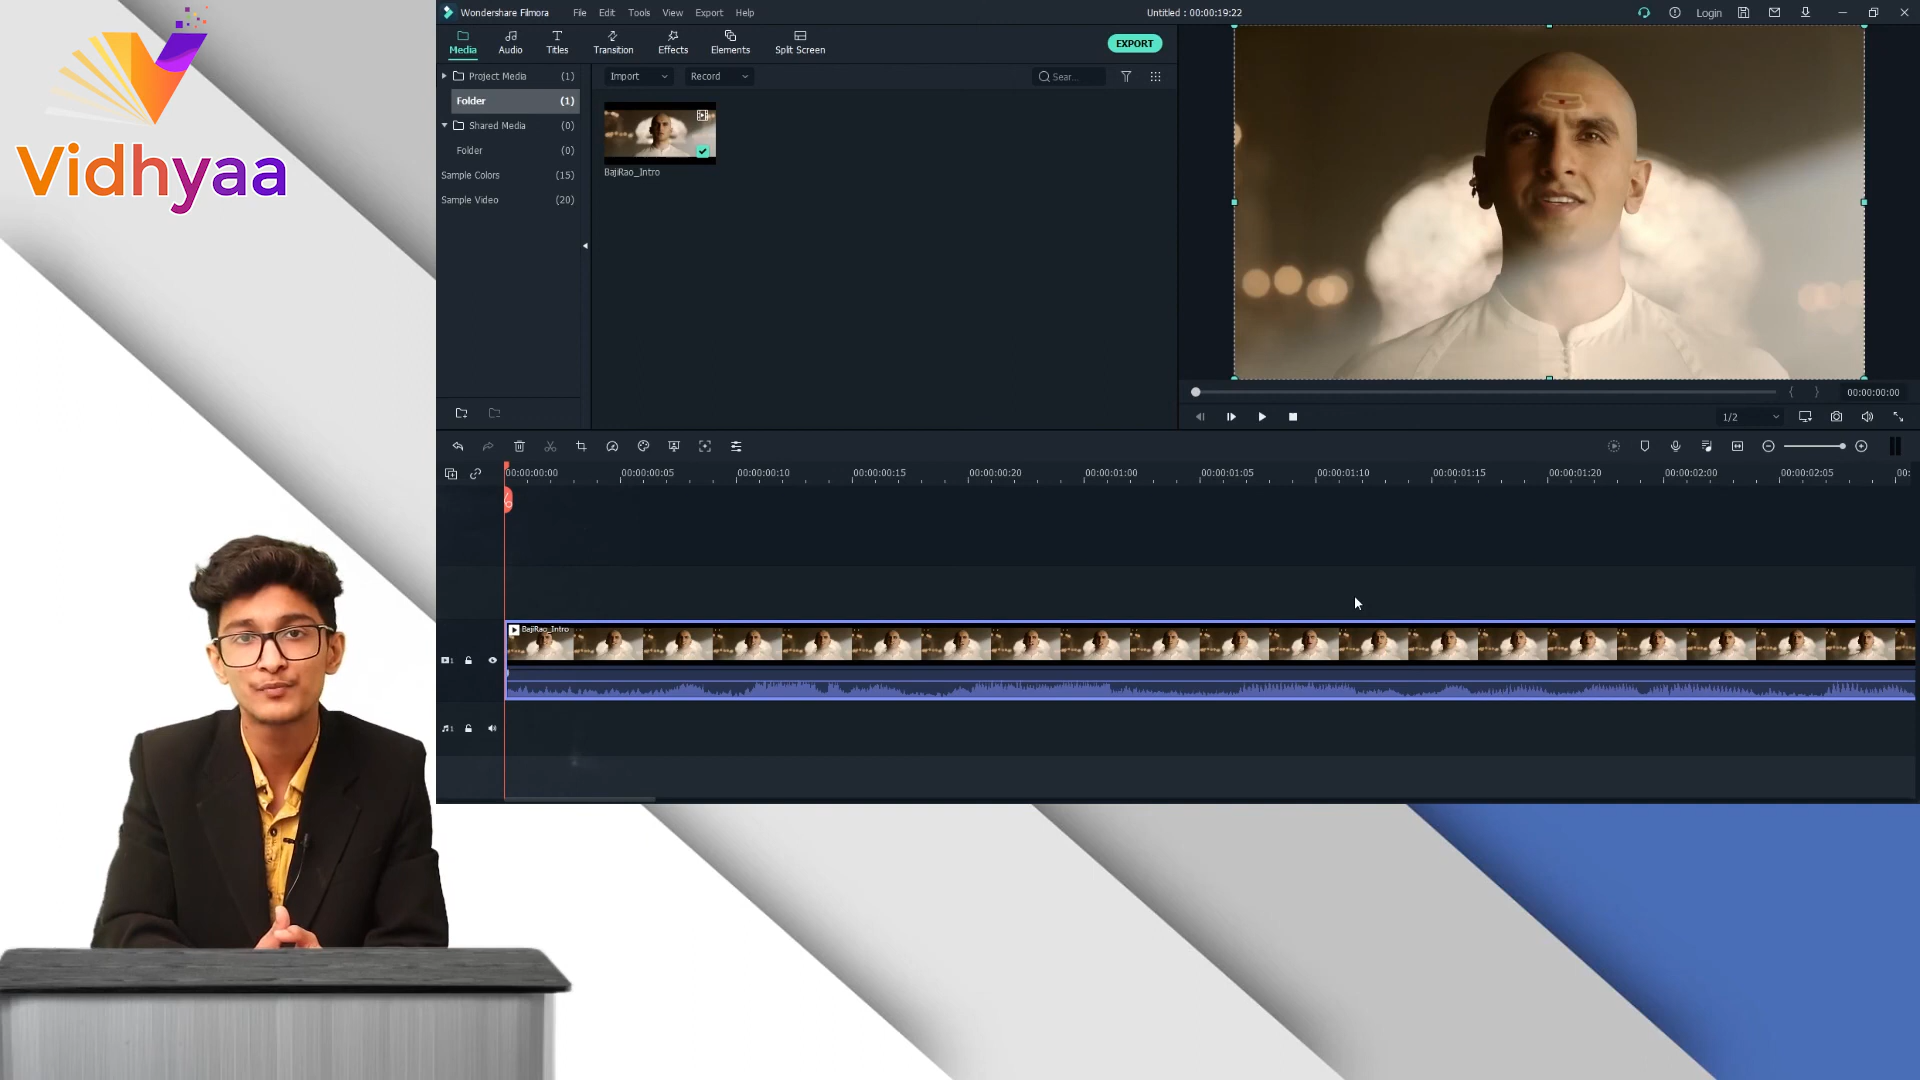 Vidhyaa
Wondershare Filmora
File Edit Tools View Export Help
Untitled : 00:00:19:22
Login
Media Audio Titles Transition Effects Elements Split Screen
EXPORT
Project Media (1)
Folder (1)
Shared Media (0)
Folder (0)
Sample Colors (15)
Sample Video (20)
Import Record
Sear...
BajiRao_Intro
00:00:00:00
1/2
00:00:00:00 00:00:00:05 00:00:00:10 00:00:00:15 00:00:00:20 00:00:01:00 00:00:01:05 00:00:01:10 00:00:01:15 00:00:01:20 00:00:02:00 00:00:02:05 00:
BajiRao_Intro
1
1